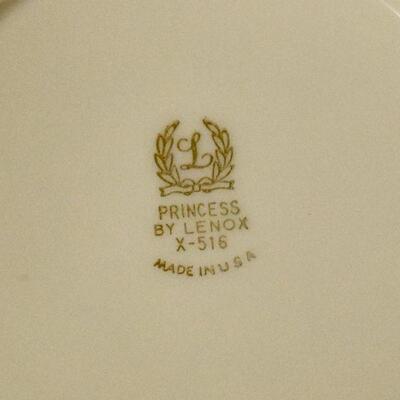 L
PRINCESS
BY LENOX
X-516
MADE IN USA